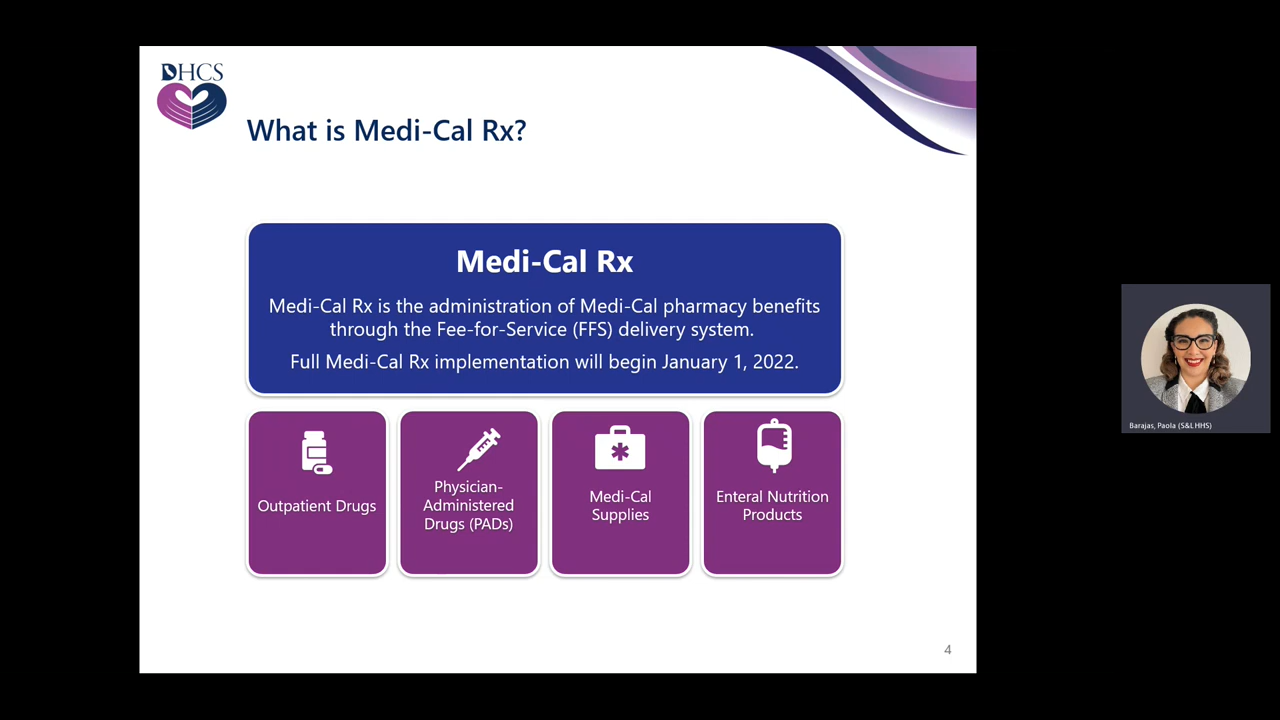 DHCS
What is Medi-Cal Rx?
Medi-Cal Rx
Medi-Cal Rx is the administration of Medi-Cal pharmacy benefits
through the Fee-for-Service (FFS) delivery system.
Full Medi-Cal Rx implementation will begin January 1, 2022.
Outpatient Drugs
Physician-
Administered
Drugs (PADs)
Medi-Cal
Supplies
Enteral Nutrition
Products
Barajas, Paola (S&L HHS)
4